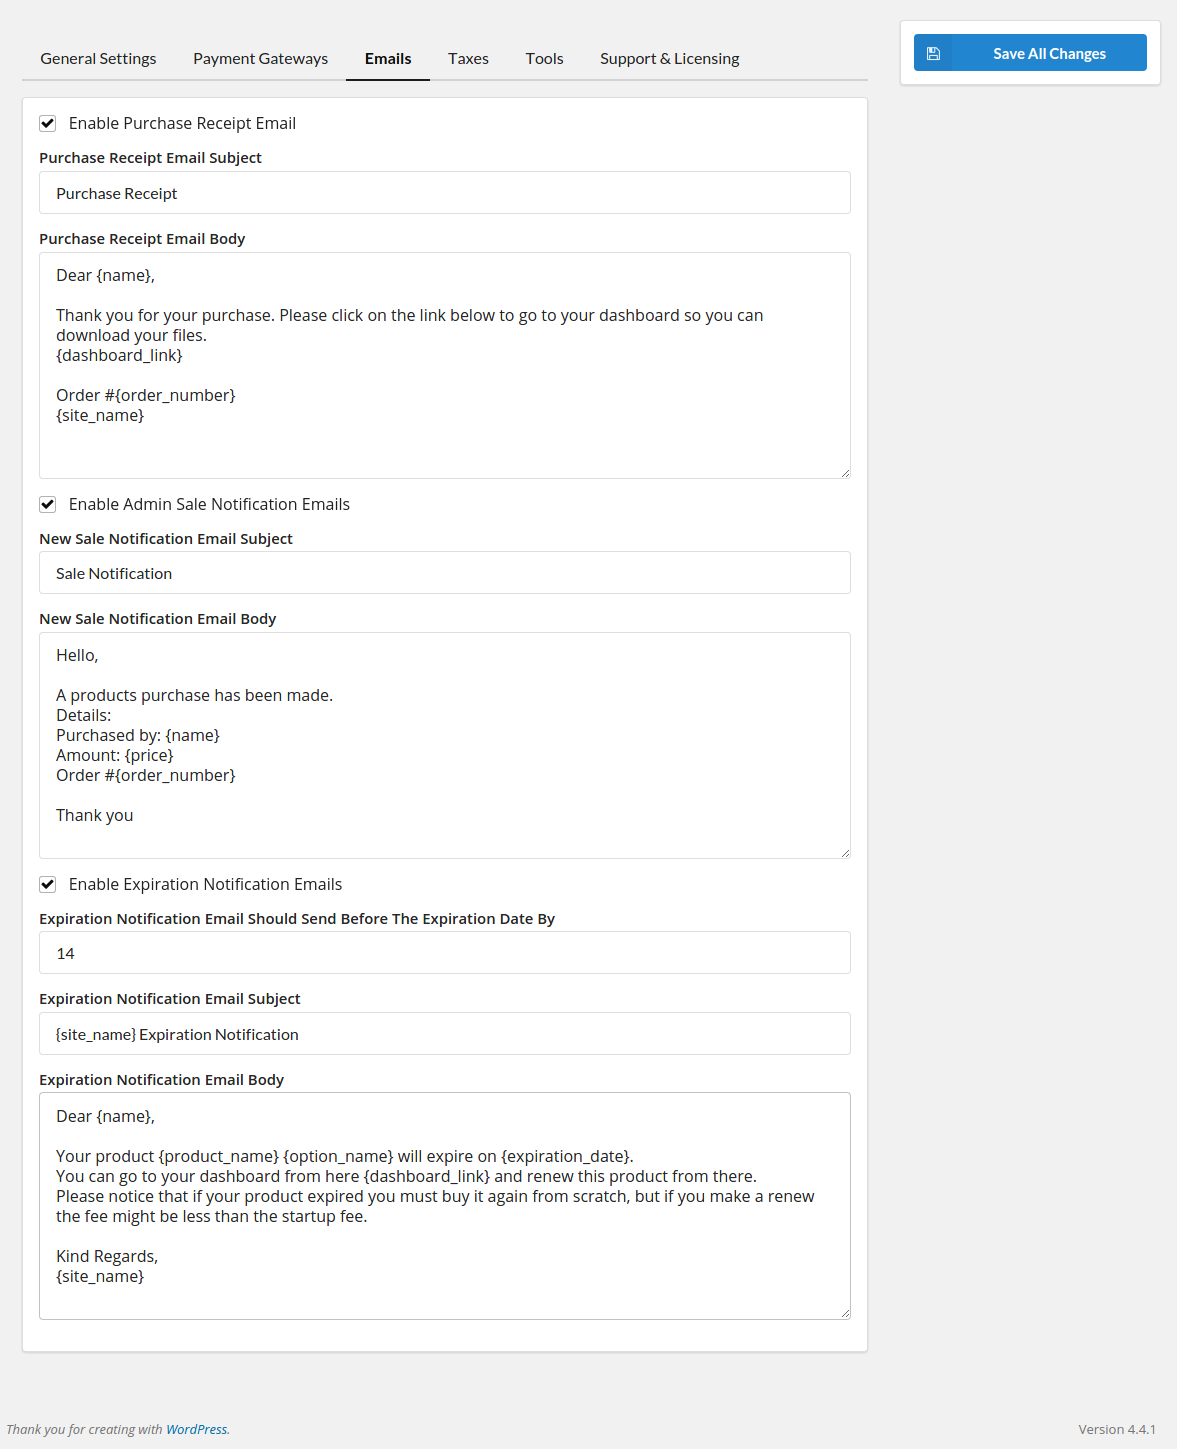 General Settings Payment Gateways Emails Taxes Tools Support & Licensing
Save All Changes
Enable Purchase Receipt Email
Purchase Receipt Email Subject
Purchase Receipt
Purchase Receipt Email Body
Dear {name},
Thank you for your purchase. Please click on the link below to go to your dashboard so you can
download your files.
{dashboard_link}
Order #{order_number}
{site_name}
Enable Admin Sale Notification Emails
New Sale Notification Email Subject
Sale Notification
New Sale Notification Email Body
Hello,
A products purchase has been made.
Details:
Purchased by: {name}
Amount: {price}
Order #{order_number}
Thank you
Enable Expiration Notification Emails
Expiration Notification Email Should Send Before The Expiration Date By
14
Expiration Notification Email Subject
{site_name} Expiration Notification
Expiration Notification Email Body
Dear {name},
Your product {product_name} {option_name} will expire on {expiration_date}.
You can go to your dashboard from here {dashboard_link} and renew this product from there.
Please notice that if your product expired you must buy it again from scratch, but if you make a renew
the fee might be less than the startup fee.
Kind Regards,
{site_name}
Thank you for creating with WordPress.
Version 4.4.1